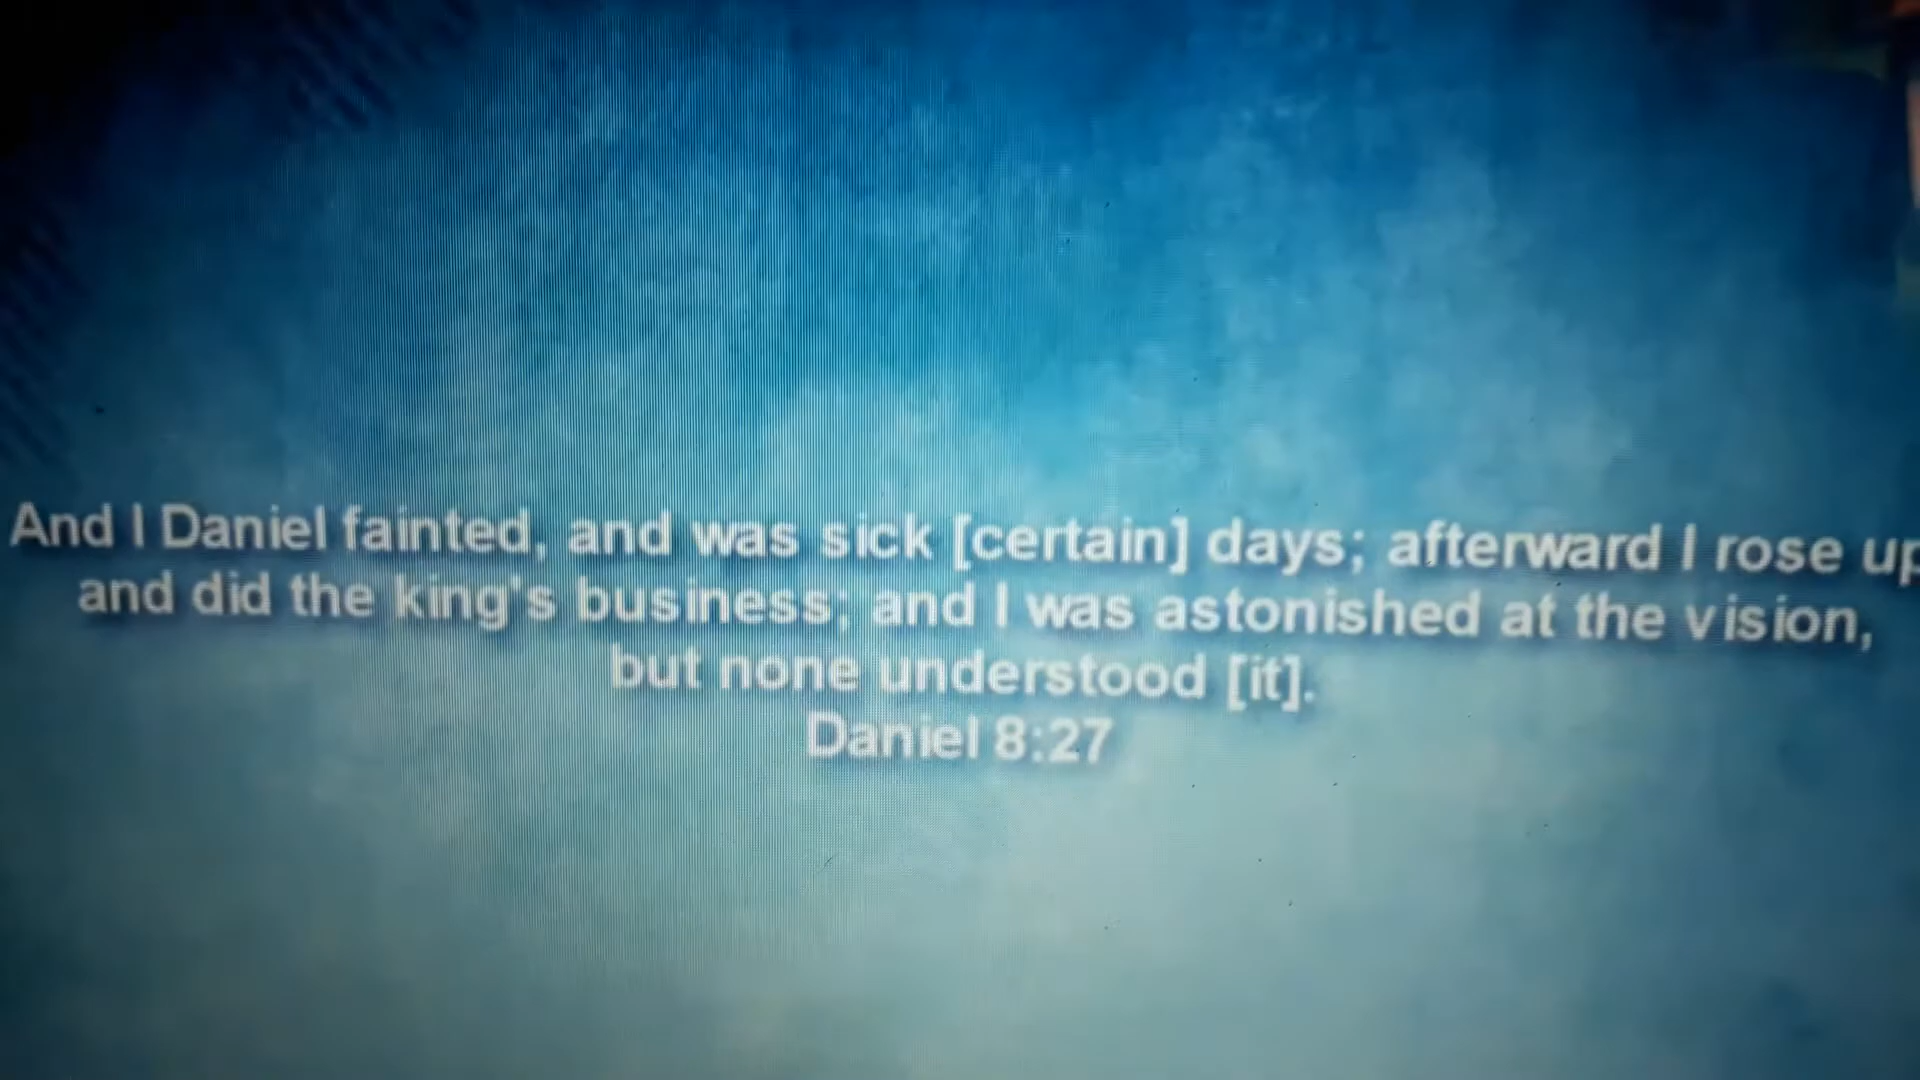 And I Daniel fainted, and was sick [certain] days; afterward I rose up
and did the king's business; and I was astonished at the vision,
but none understood [it].
Daniel 8:27